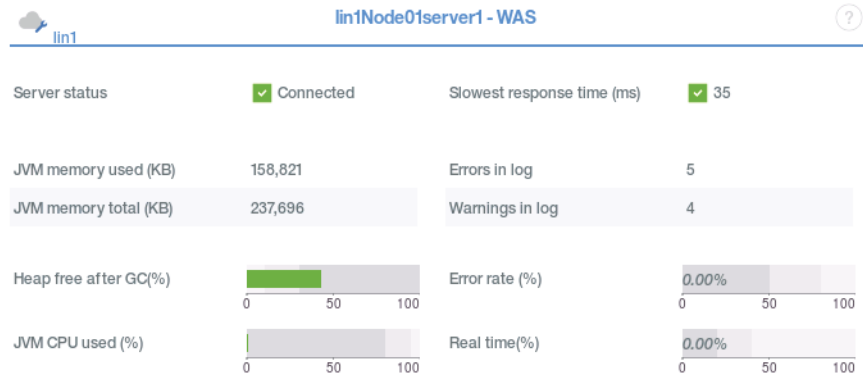 lin1Node01server1 - WAS
?
lin1
Server status Connected Slowest response time (ms) 35
JVM memory used (KB) 158,821 Errors in log 5
JVM memory total (KB) 237,696 Warnings in log 4
Heap free after GC(%) Error rate (%) 0.00%
0 50 100 0 50 100
JVM CPU used (%) Real time(%) 0.00%
0 50 100 0 50 100